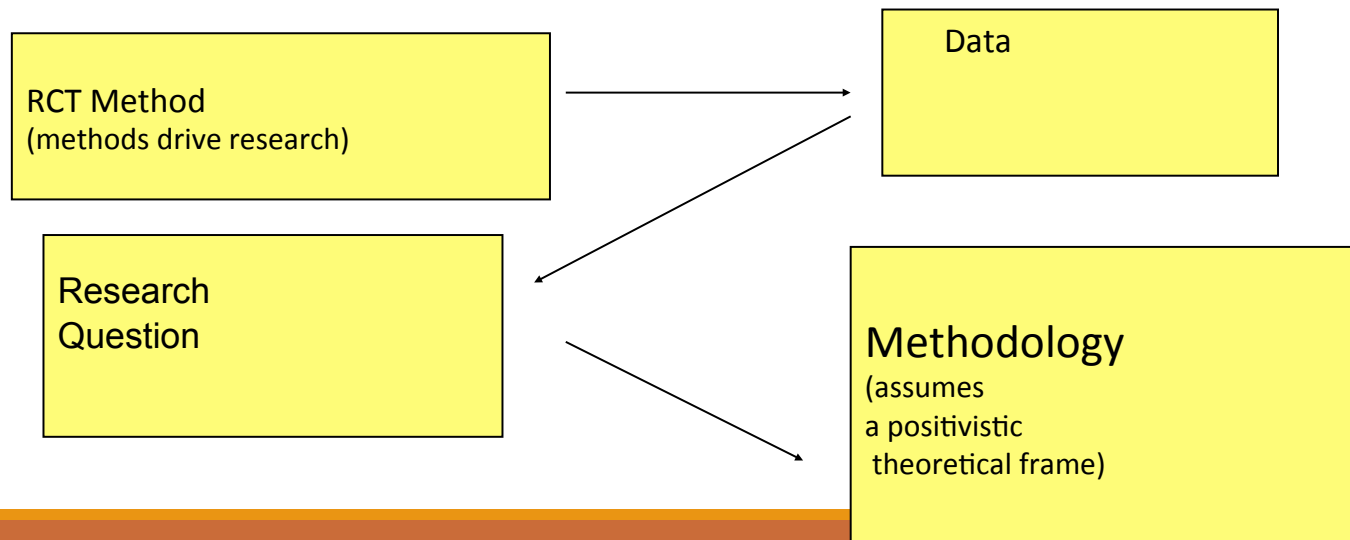 RCT Method
(methods drive research)
Data
Research
Question
Methodology
(assumes
a positivistic
theoretical frame)